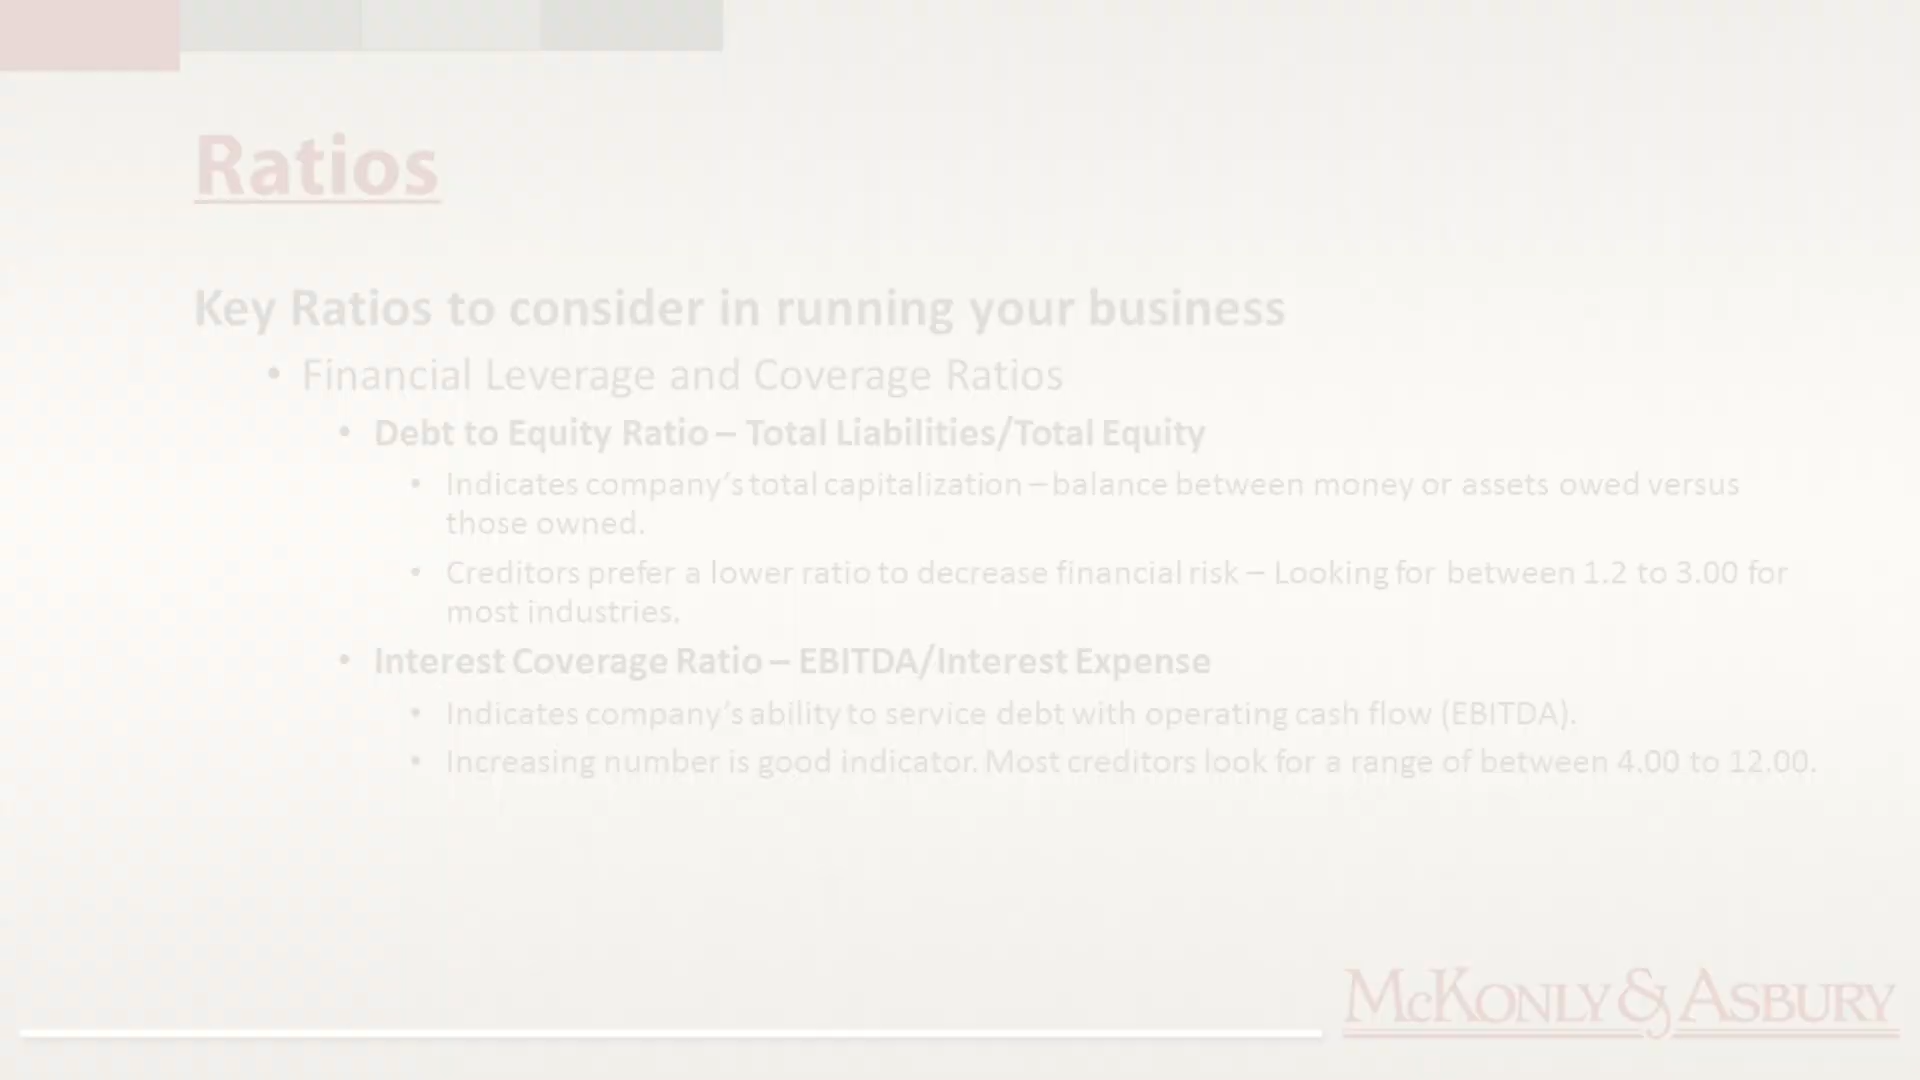 Ratios
Key Ratios to consider in running your business
• Financial Leverage and Coverage Ratios
• Debt to Equity Ratio – Total Liabilities/Total Equity
• Indicates company's total capitalization – balance between money or assets owed versus
those owned.
• Creditors prefer a lower ratio to decrease financial risk – Looking for between 1.2 to 3.00 for
most industries.
• Interest Coverage Ratio – EBITDA/Interest Expense
• Indicates company's ability to service debt with operating cash flow (EBITDA).
• Increasing number is good indicator. Most creditors look for a range of between 4.00 to 12.00.
McKonly & Asbury